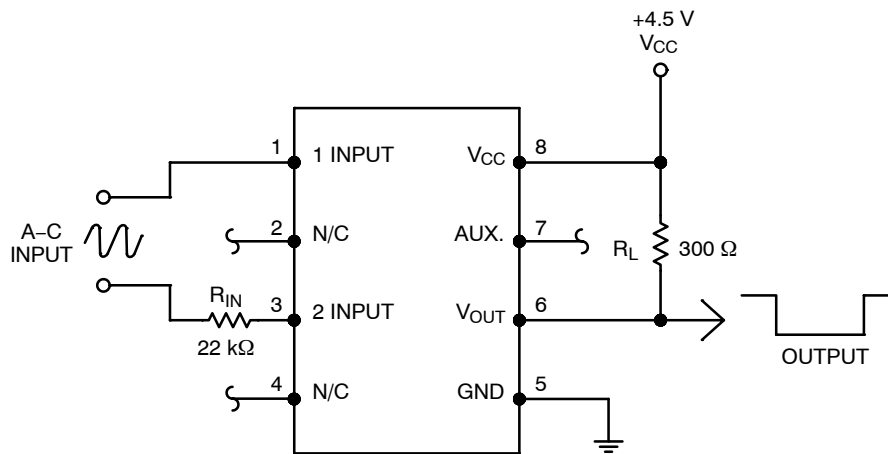 +4.5 V
VCC
1
1 INPUT
VCC
8
A–C
INPUT
2
N/C
AUX.
7
RL
300 Ω
RIN
22 kΩ
3
2 INPUT
VOUT
6
OUTPUT
4
N/C
GND
5